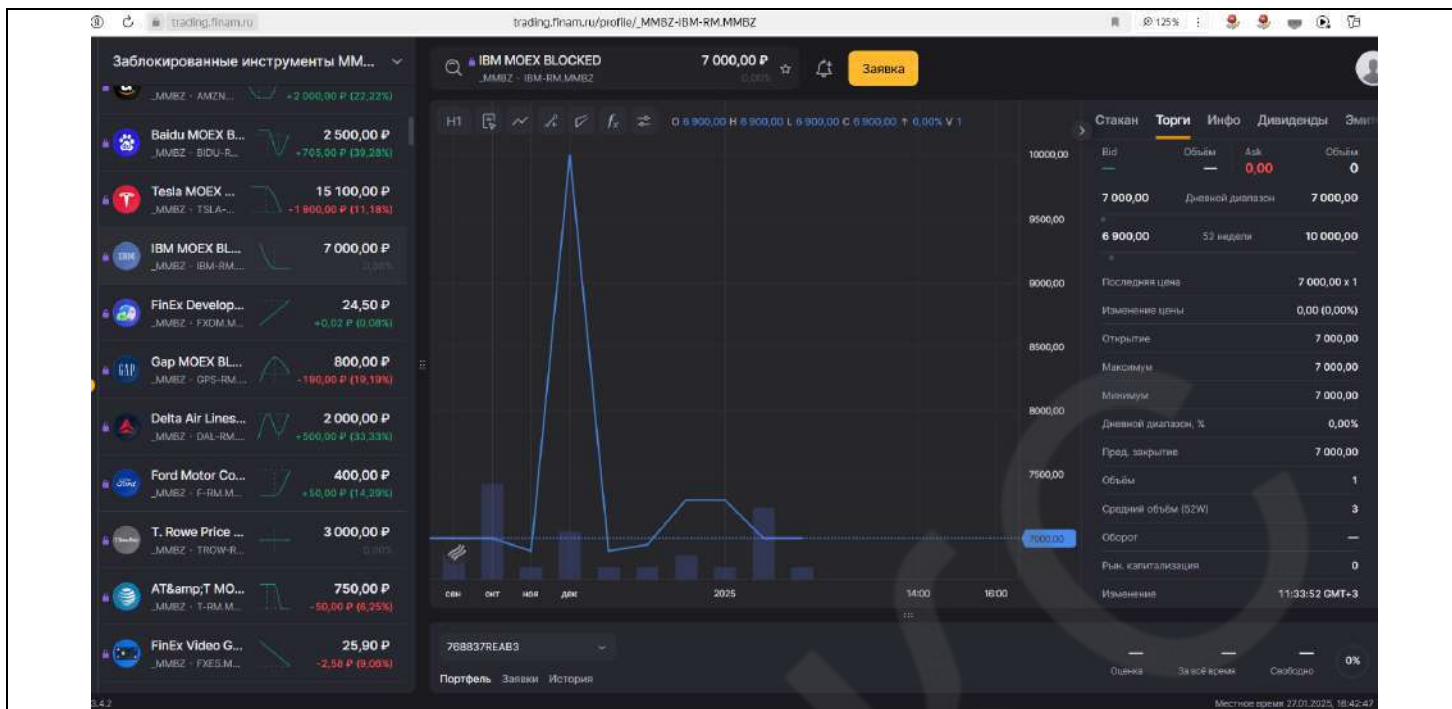 trading.finam.ru
trading.finam.ru/profile/_MMBZ-IBM-RM.MMBZ
125%
Заблокированные инструменты ММ...
IBM MOEX BLOCKED
_MMBZ · IBM-RM.MMBZ
7 000,00 ₽
0,00%
Заявка
_MMBZ · AMZN...
+2 000,00 ₽ (22,22%)
Baidu MOEX B...
2 500,00 ₽
_MMBZ · BIDU-R...
+705,00 ₽ (39,28%)
Tesla MOEX ...
15 100,00 ₽
_MMBZ · TSLA-...
-1 900,00 ₽ (11,18%)
IBM MOEX BL...
7 000,00 ₽
_MMBZ · IBM-RM....
0,00%
FinEx Develop...
24,50 ₽
_MMBZ · FXDM.M...
+0,02 ₽ (0,08%)
GAP
Gap MOEX BL...
800,00 ₽
_MMBZ · GPS-RM....
-190,00 ₽ (19,19%)
Delta Air Lines...
2 000,00 ₽
_MMBZ · DAL-RM....
+500,00 ₽ (33,33%)
Ford Motor Co...
400,00 ₽
_MMBZ · F-RM.M...
+50,00 ₽ (14,29%)
T. Rowe Price ...
3 000,00 ₽
_MMBZ · TROW-R...
0,00%
AT&amp;T MO...
750,00 ₽
_MMBZ · T-RM.M...
-50,00 ₽ (6,25%)
FinEx Video G...
25,90 ₽
_MMBZ · FXES.M...
-2,58 ₽ (9,06%)
3.4.2
H1
O 6 900,00 H 6 900,00 L 6 900,00 C 6 900,00 ↑ 0,00% V 1
10000,00
9500,00
9000,00
8500,00
8000,00
7500,00
7000,00
сен окт ноя дек 2025 14:00 16:00
768837REAB3
Портфель Заявки История
Стакан Торги Инфо Дивиденды Эмит
Bid Объём Ask Объём
— — 0,00 0
7 000,00 Дневной диапазон 7 000,00
6 900,00 52 недели 10 000,00
Последняя цена 7 000,00 x 1
Изменение цены 0,00 (0,00%)
Открытие 7 000,00
Максимум 7 000,00
Минимум 7 000,00
Дневной диапазон, % 0,00%
Пред. закрытие 7 000,00
Объём 1
Средний объём (52W) 3
Оборот —
Рын. капитализация 0
Изменение 11:33:52 GMT+3
— — — 0%
Оценка За всё время Свободно
Местное время 27.01.2025, 16:42:47